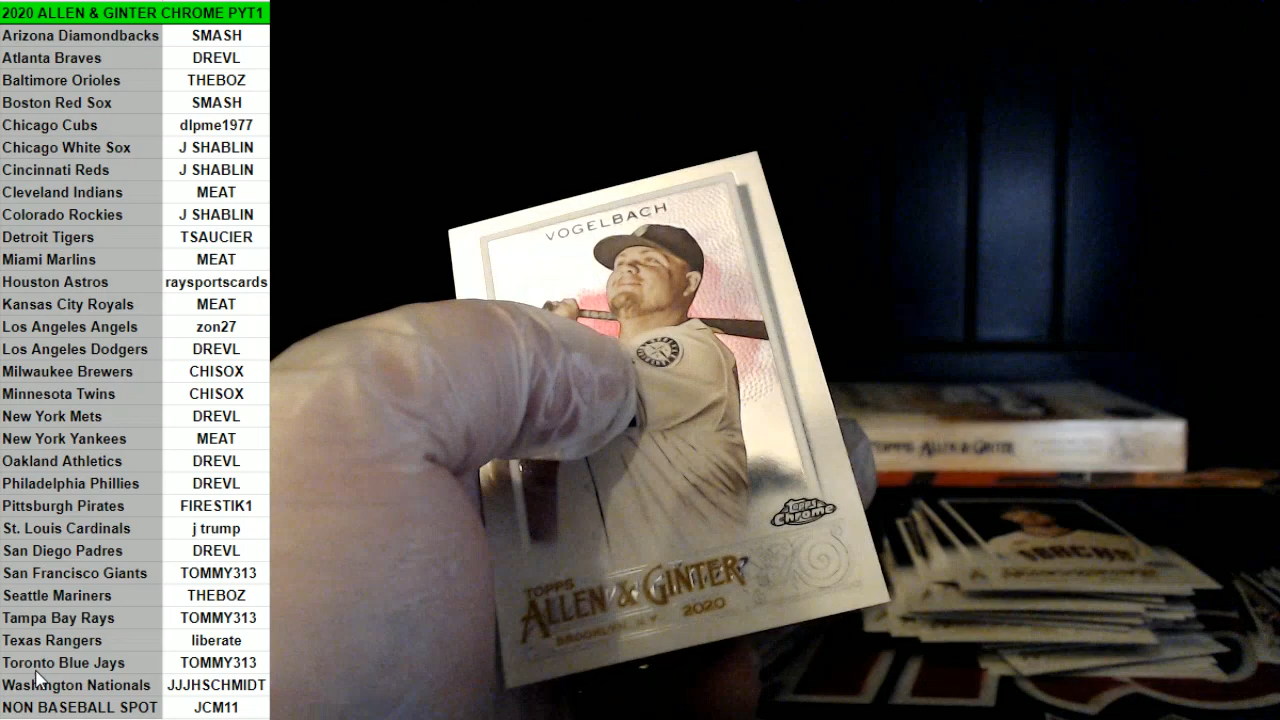 2020 ALLEN & GINTER CHROME PYT1
Arizona Diamondbacks SMASH
Atlanta Braves DREVL
Baltimore Orioles THEBOZ
Boston Red Sox SMASH
Chicago Cubs dlpme1977
Chicago White Sox J SHABLIN
Cincinnati Reds J SHABLIN
Cleveland Indians MEAT
Colorado Rockies J SHABLIN
Detroit Tigers TSAUCIER
Miami Marlins MEAT
Houston Astros raysportscards
Kansas City Royals MEAT
Los Angeles Angels zon27
Los Angeles Dodgers DREVL
Milwaukee Brewers CHISOX
Minnesota Twins CHISOX
New York Mets DREVL
New York Yankees MEAT
Oakland Athletics DREVL
Philadelphia Phillies DREVL
Pittsburgh Pirates FIRESTIK1
St. Louis Cardinals j trump
San Diego Padres DREVL
San Francisco Giants TOMMY313
Seattle Mariners THEBOZ
Tampa Bay Rays TOMMY313
Texas Rangers liberate
Toronto Blue Jays TOMMY313
Washington Nationals JJJHSCHMIDT
NON BASEBALL SPOT JCM11
VOGELBACH
Topps Chrome
TOPPS
ALLEN & GINTER
BROOKLYN, N.Y 2020
TOPPS ALLEN & GINTER